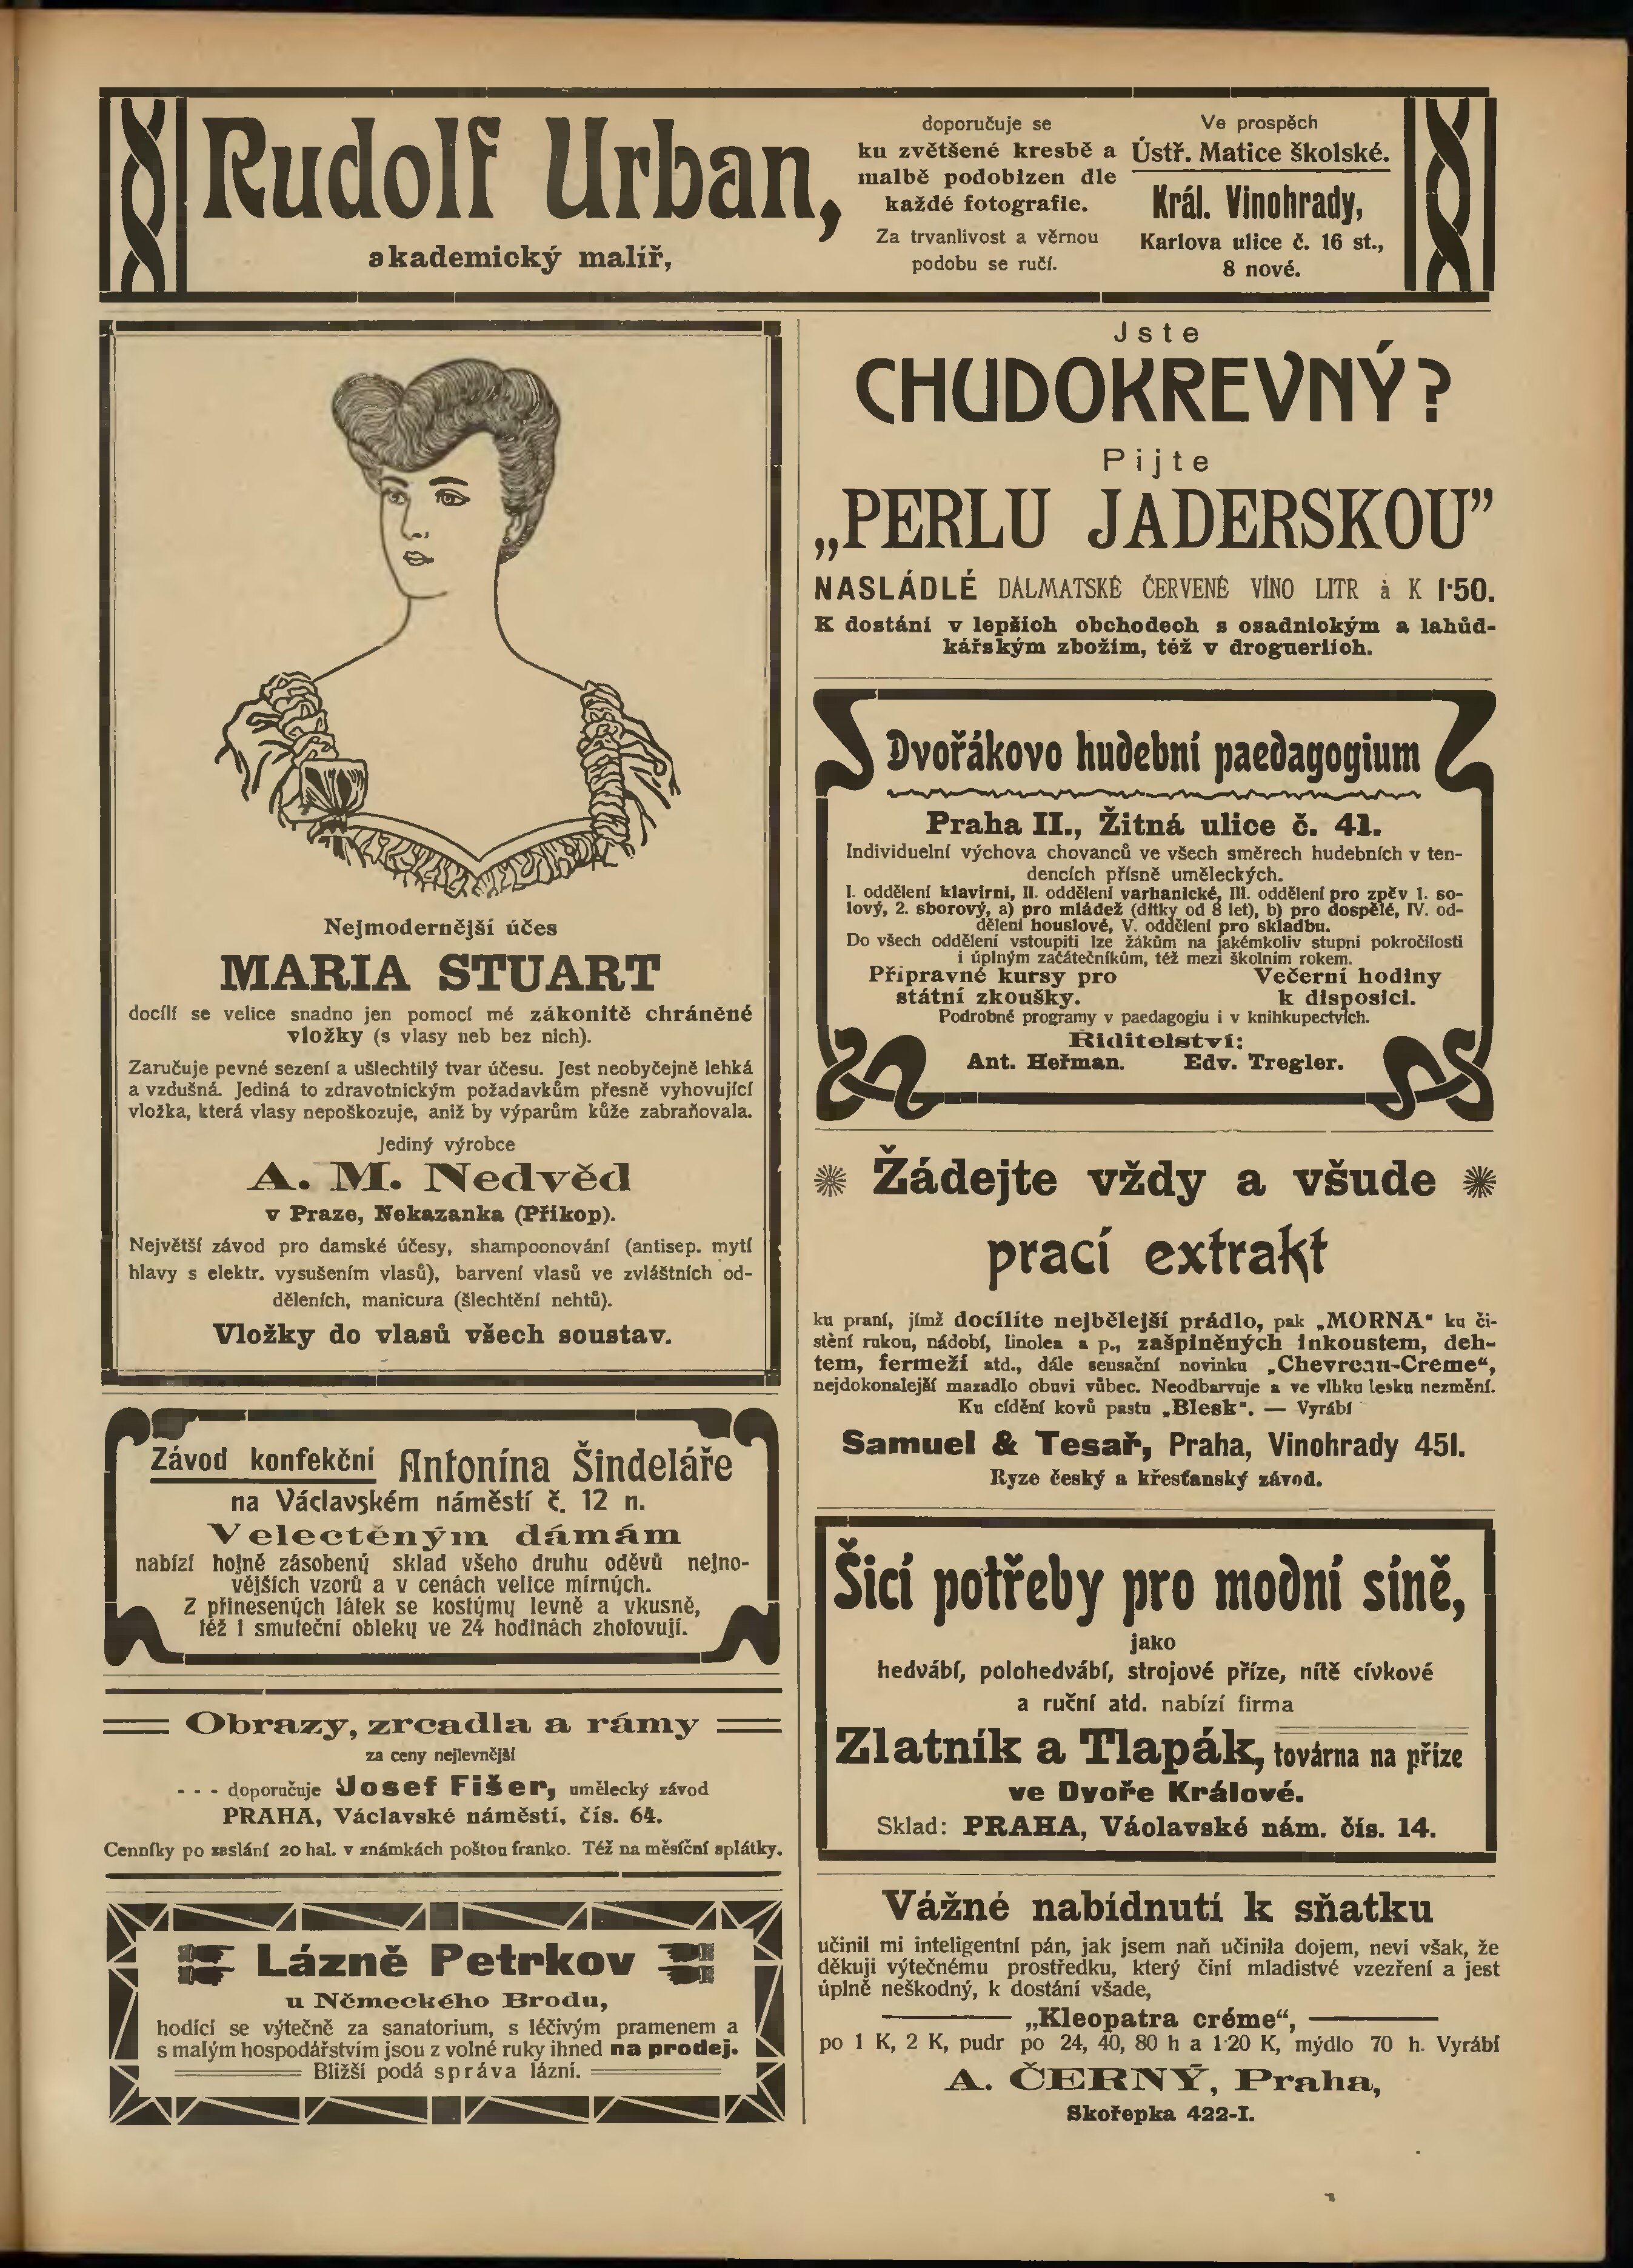 Rudolf Urban,
akademický malíř,
doporučuje se
ku zvětšené kresbě a
malbě podobizen dle
každé fotografie.
Za trvanlivost a věrnou
podobu se ručí.
Ve prospěch
Ústř. Matice školské.
Král. Vinohrady,
Karlova ulice č. 16 st.,
8 nové.
Nejmodernější účes
MARIA STUART
docílí se velice snadno jen pomocí mé zákonitě chráněné
vložky (s vlasy neb bez nich).
Zaručuje pevné sezení a ušlechtilý tvar účesu. Jest neobyčejně lehká
a vzdušná. Jediná to zdravotnickým požadavkům přesně vyhovující
vložka, která vlasy nepoškozuje, aniž by výparům kůže zabraňovala.
Jediný výrobce
A. M. Nedvěd
v Praze, Nekazanka (Příkop).
Největší závod pro damské účesy, shampoonování (antisep. mytí
hlavy s elektr. vysušením vlasů), barvení vlasů ve zvláštních od-
děleních, manicura (šlechtění nehtů).
Vložky do vlasů všech soustav.
Závod konfekční Antonína Šindeláře
na Václavském náměstí č. 12 n.
Velectěným dámám
nabízí hojně zásobený sklad všeho druhu oděvů nejno-
vějších vzorů a v cenách velice mírných.
Z přinesených látek se kostýmy levně a vkusně,
též i smuteční obleky ve 24 hodinách zhotovují.
Obrazy, zrcadla a rámy
za ceny nejlevnější
- - - doporučuje Josef Fišer, umělecký závod
PRAHA, Václavské náměstí, čís. 64.
Cenníky po zaslání 20 hal. v známkách poštou franko. Též na měsíční splátky.
Lázně Petrkov
u Německého Brodu,
hodící se výtečně za sanatorium, s léčivým pramenem a
s malým hospodářstvím jsou z volné ruky ihned na prodej.
Bližší podá správa lázní.
Jste
CHUDOKREVNÝ?
Pijte
„PERLU JADERSKOU”
NASLÁDLÉ DALMATSKÉ ČERVENÉ VÍNO LITR à K 1·50.
K dostání v lepších obchodech s osadnickým a lahůd-
kářským zbožím, též v drogueriích.
Dvořákovo hudební paedagogium
Praha II., Žitná ulice č. 41.
Individuelní výchova chovanců ve všech směrech hudebních v ten-
dencích přísně uměleckých.
I. oddělení klavírní, II. oddělení varhanické, III. oddělení pro zpěv 1. so-
lový, 2. sborový, a) pro mládež (dítky od 8 let), b) pro dospělé, IV. od-
dělení houslové, V. oddělení pro skladbu.
Do všech oddělení vstoupiti lze žákům na jakémkoliv stupni pokročilosti
i úplným začátečníkům, též mezi školním rokem.
Přípravné kursy pro
státní zkoušky.
Večerní hodiny
k disposici.
Podrobné programy v paedagogiu i v knihkupectvích.
Řiditelství:
Ant. Heřman. Edv. Tregler.
Žádejte vždy a všude
prací extrakt
ku praní, jímž docílíte nejbělejší prádlo, pak „MORNA“ ku či-
stění rukou, nádobí, linolea a p., zašpiněných inkoustem, deh-
tem, fermeží atd., dále sensační novinku „Chevreau-Creme“,
nejdokonalejší mazadlo obuvi vůbec. Neodbarvuje a ve vlhku lesku nezmění.
Ku cídění kovů pastu „Blesk“. — Vyrábí
Samuel & Tesař, Praha, Vinohrady 451.
Ryze český a křesťanský závod.
Šicí potřeby pro modní síně,
jako
hedvábí, polohedvábí, strojové příze, nítě cívkové
a ruční atd. nabízí firma
Zlatník a Tlapák, továrna na příze
ve Dvoře Králové.
Sklad: PRAHA, Václavské nám. čís. 14.
Vážné nabídnutí k sňatku
učinil mi inteligentní pán, jak jsem naň učinila dojem, neví však, že
děkuji výtečnému prostředku, který činí mladistvé vzezření a jest
úplně neškodný, k dostání všade,
„Kleopatra créme“,
po 1 K, 2 K, pudr po 24, 40, 80 h a 1·20 K, mýdlo 70 h. Vyrábí
A. ČERNÝ, Praha,
Skořepka 422-I.